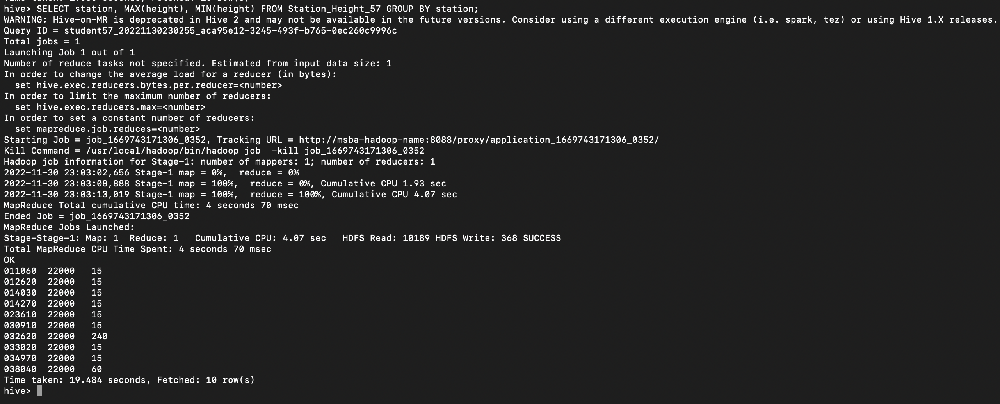 hive> SELECT station, MAX(height), MIN(height) FROM Station_Height_57 GROUP BY station;
WARNING: Hive-on-MR is deprecated in Hive 2 and may not be available in the future versions. Consider using a different execution engine (i.e. spark, tez) or using Hive 1.X releases.
Query ID = student57_20221130230255_aca95e12-3245-493f-b765-0ec260c9996c
Total jobs = 1
Launching Job 1 out of 1
Number of reduce tasks not specified. Estimated from input data size: 1
In order to change the average load for a reducer (in bytes):
  set hive.exec.reducers.bytes.per.reducer=<number>
In order to limit the maximum number of reducers:
  set hive.exec.reducers.max=<number>
In order to set a constant number of reducers:
  set mapreduce.job.reduces=<number>
Starting Job = job_1669743171306_0352, Tracking URL = http://msba-hadoop-name:8088/proxy/application_1669743171306_0352/
Kill Command = /usr/local/hadoop/bin/hadoop job  -kill job_1669743171306_0352
Hadoop job information for Stage-1: number of mappers: 1; number of reducers: 1
2022-11-30 23:03:02,656 Stage-1 map = 0%,  reduce = 0%
2022-11-30 23:03:08,888 Stage-1 map = 100%,  reduce = 0%, Cumulative CPU 1.93 sec
2022-11-30 23:03:13,019 Stage-1 map = 100%,  reduce = 100%, Cumulative CPU 4.07 sec
MapReduce Total cumulative CPU time: 4 seconds 70 msec
Ended Job = job_1669743171306_0352
MapReduce Jobs Launched:
Stage-Stage-1: Map: 1  Reduce: 1   Cumulative CPU: 4.07 sec   HDFS Read: 10189 HDFS Write: 368 SUCCESS
Total MapReduce CPU Time Spent: 4 seconds 70 msec
OK
011060  22000   15
012620  22000   15
014030  22000   15
014270  22000   15
023610  22000   15
030910  22000   15
032620  22000   240
033020  22000   15
034970  22000   15
038040  22000   60
Time taken: 19.484 seconds, Fetched: 10 row(s)
hive>